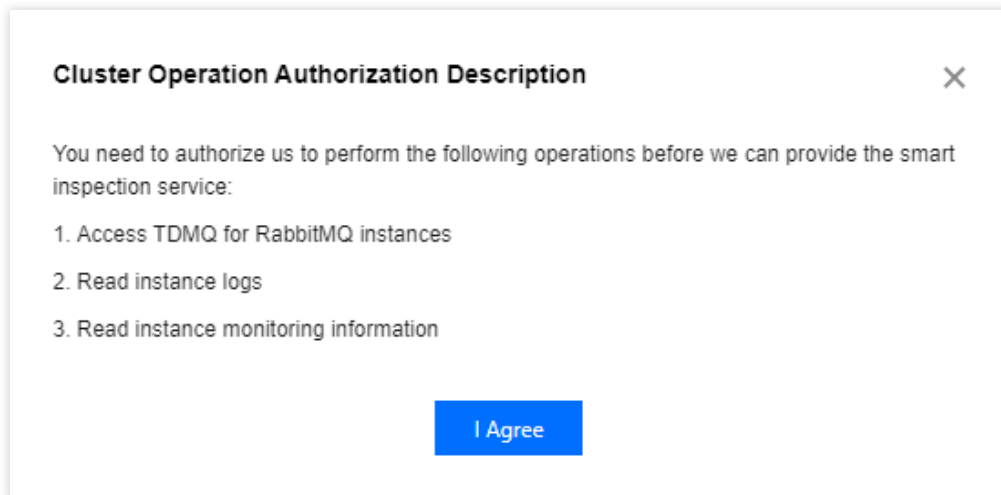 Cluster Operation Authorization Description
You need to authorize us to perform the following operations before we can provide the smart
inspection service:
1. Access TDMQ for RabbitMQ instances
2. Read instance logs
3. Read instance monitoring information
I Agree